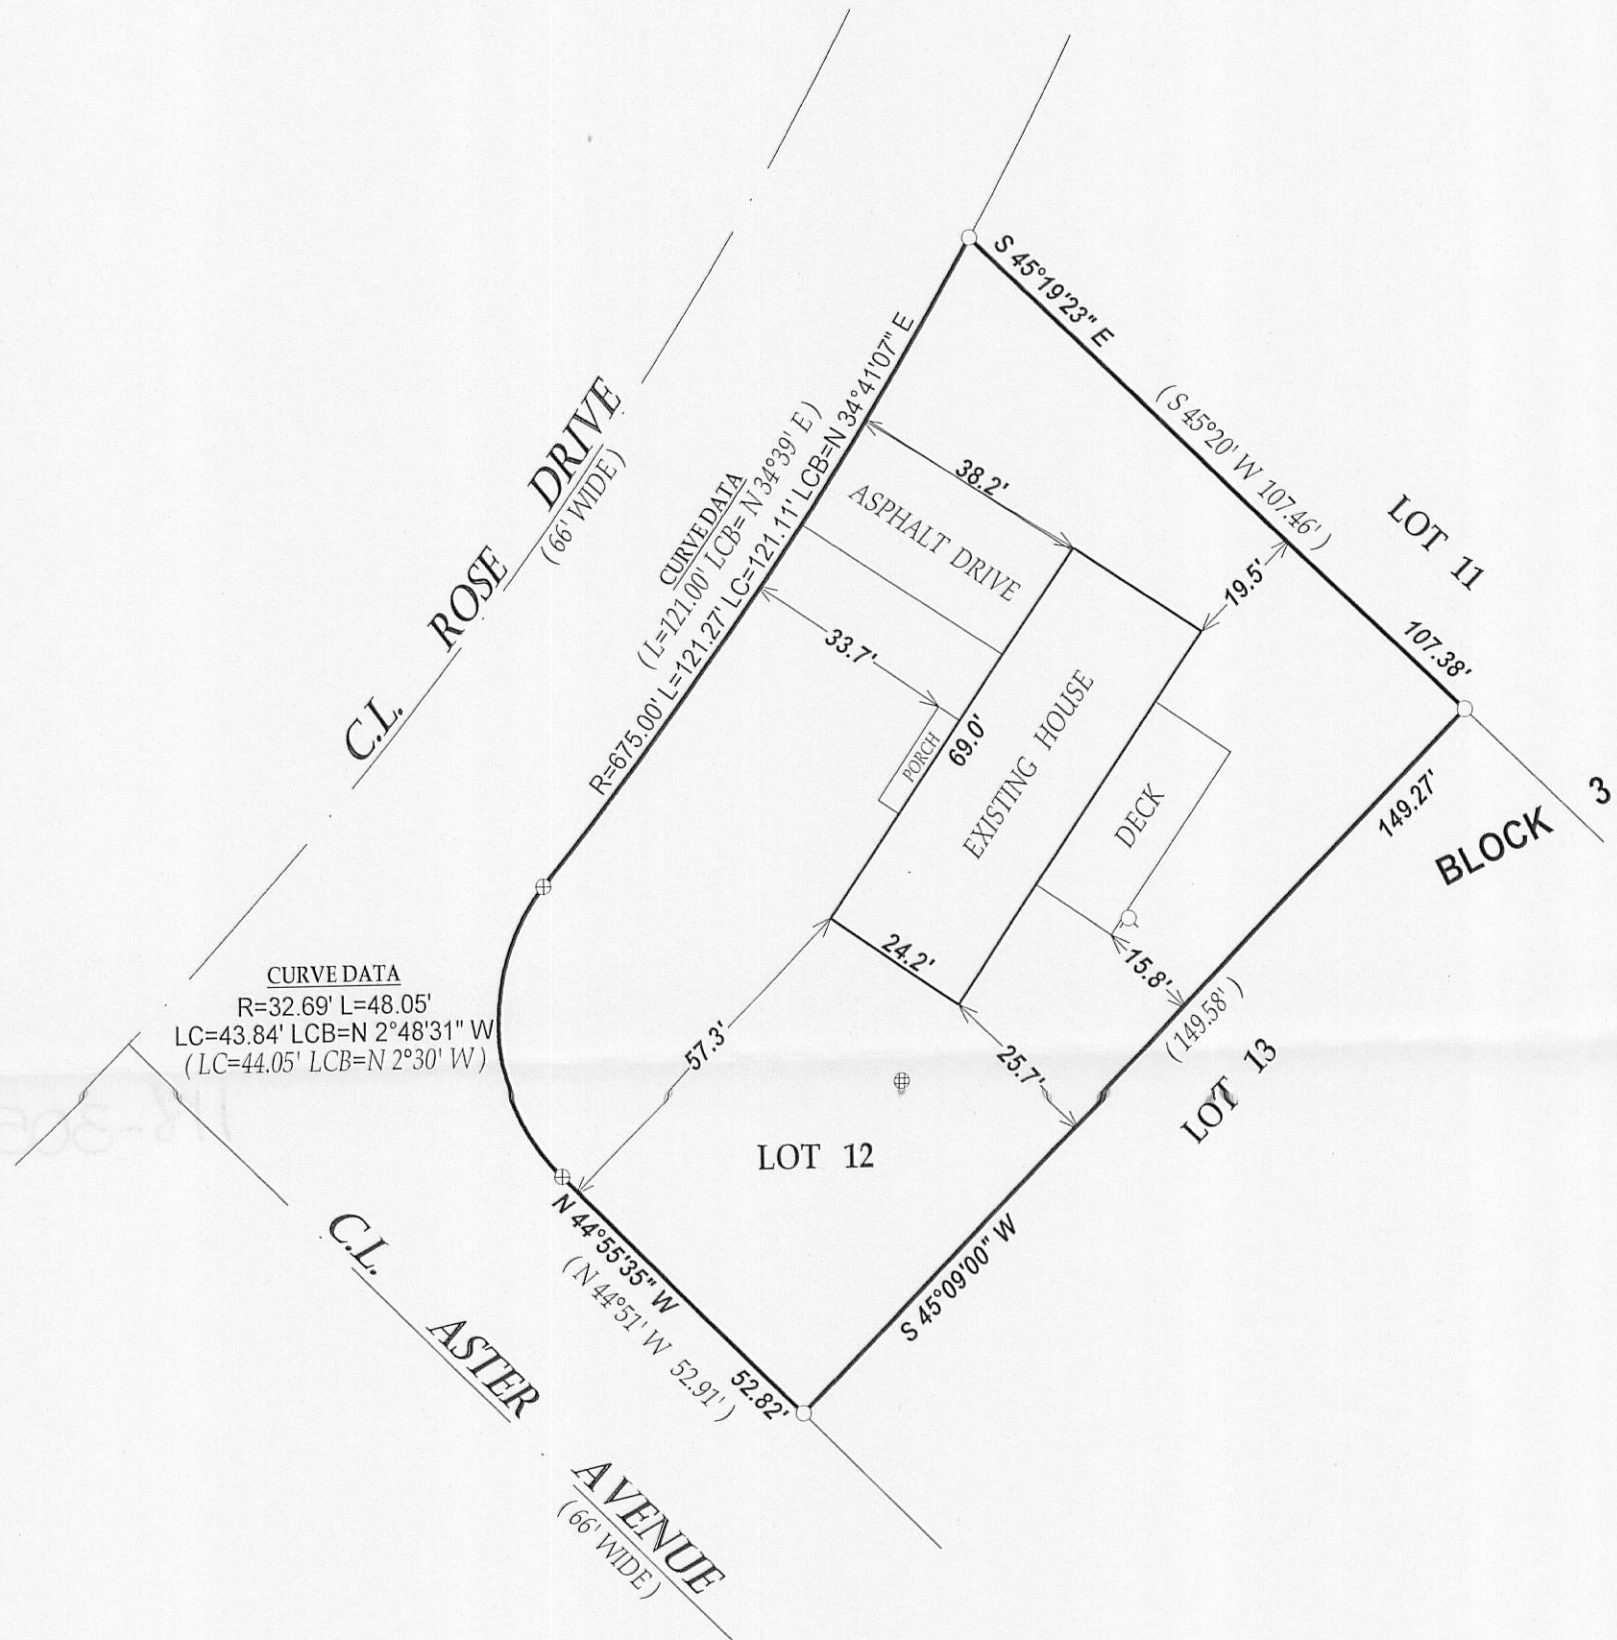 S 45°19'23" E
( S 45°20' W 107.46' )
LOT 11
107.38'
ROSE DRIVE
(66' WIDE)
C.L.
CURVE DATA
( L=121.00' LCB= N 34°39' E )
R=675.00' L=121.27' LC=121.11' LCB=N 34°41'07" E
38.2'
ASPHALT DRIVE
19.5'
33.7'
PORCH
69.0'
EXISTING HOUSE
DECK
149.27'
BLOCK 3
24.2'
15.8'
(149.58' )
LOT 13
CURVE DATA
R=32.69' L=48.05'
LC=43.84' LCB=N 2°48'31" W
( LC=44.05' LCB=N 2°30' W )
57.3'
25.7'
LOT 12
N 44°55'35" W
( N 44°51' W 52.91' )
52.82'
S 45°09'00" W
C.L. ASTER AVENUE
(66' WIDE)